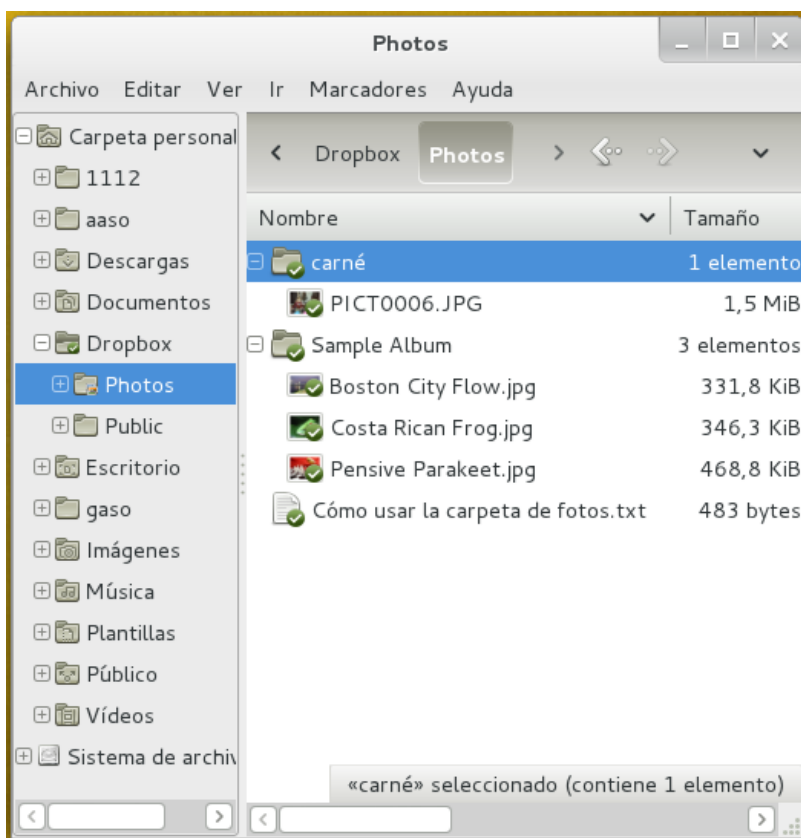 Photos
Archivo Editar Ver Ir Marcadores Ayuda
Carpeta personal
1112
aaso
Descargas
Documentos
Dropbox
Photos
Public
Escritorio
gaso
Imágenes
Música
Plantillas
Público
Vídeos
Sistema de archiv
Dropbox Photos
Nombre Tamaño
carné 1 elemento
PICT0006.JPG 1,5 MiB
Sample Album 3 elementos
Boston City Flow.jpg 331,8 KiB
Costa Rican Frog.jpg 346,3 KiB
Pensive Parakeet.jpg 468,8 KiB
Cómo usar la carpeta de fotos.txt 483 bytes
«carné» seleccionado (contiene 1 elemento)